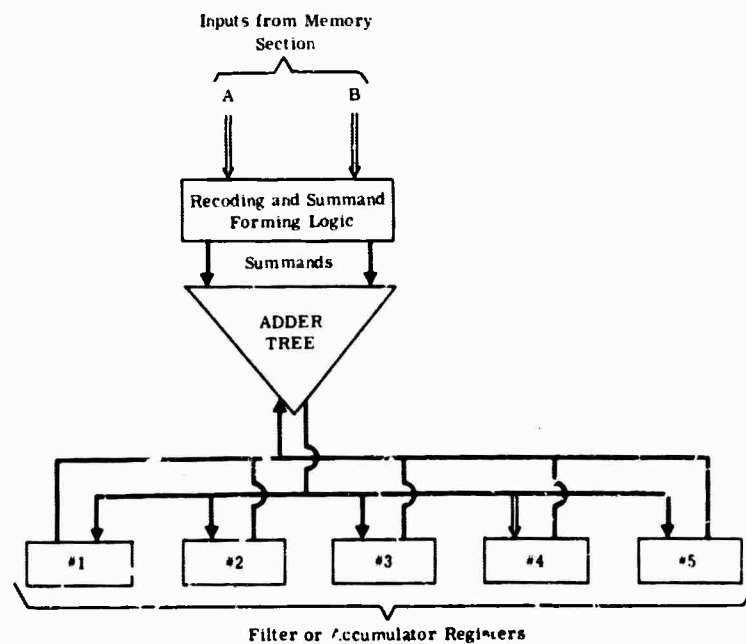 Inputs from Memory
Section
A
B
Recoding and Summand
Forming Logic
Summands
ADDER
TREE
#1
#2
#3
#4
#5
Filter or Accumulator Registers